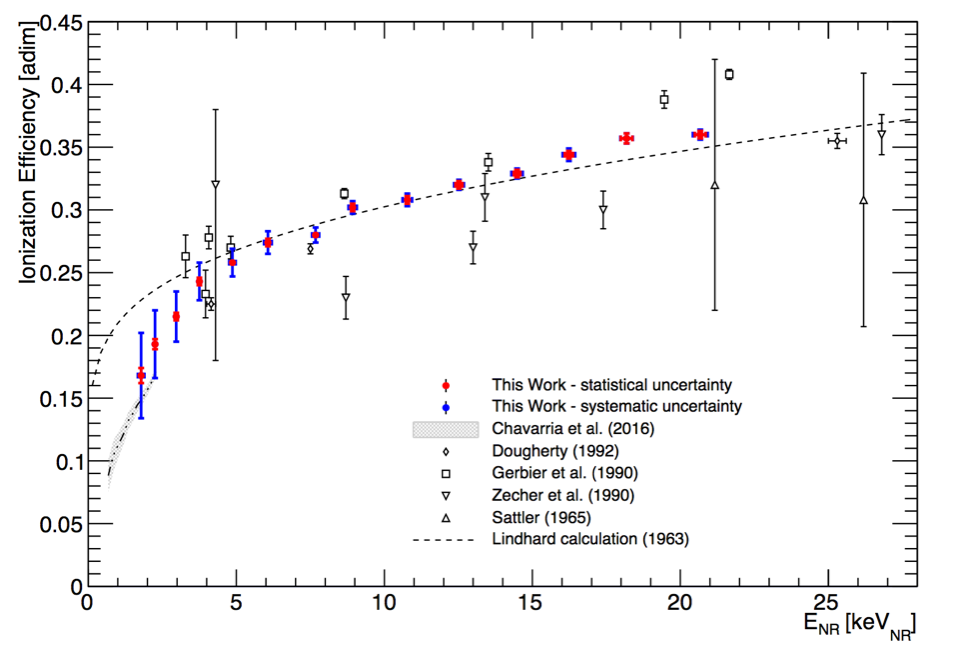 Ionization Efficiency [adim]
0.45
0.4
0.35
0.3
0.25
0.2
0.15
0.1
0.05
0
This Work - statistical uncertainty
This Work - systematic uncertainty
Chavarria et al. (2016)
Dougherty (1992)
Gerbier et al. (1990)
Zecher et al. (1990)
Sattler (1965)
Lindhard calculation (1963)
0 5 10 15 20 25
E_NR [keV_NR]